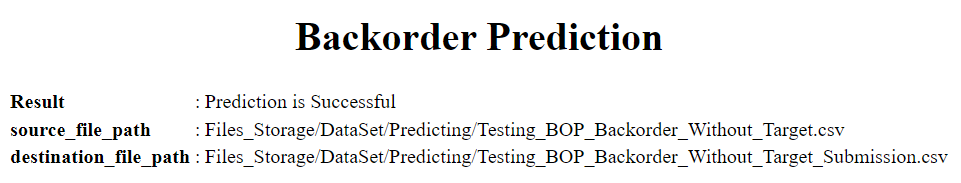 Backorder Prediction
Result : Prediction is Successful
source_file_path : Files_Storage/DataSet/Predicting/Testing_BOP_Backorder_Without_Target.csv
destination_file_path : Files_Storage/DataSet/Predicting/Testing_BOP_Backorder_Without_Target_Submission.csv